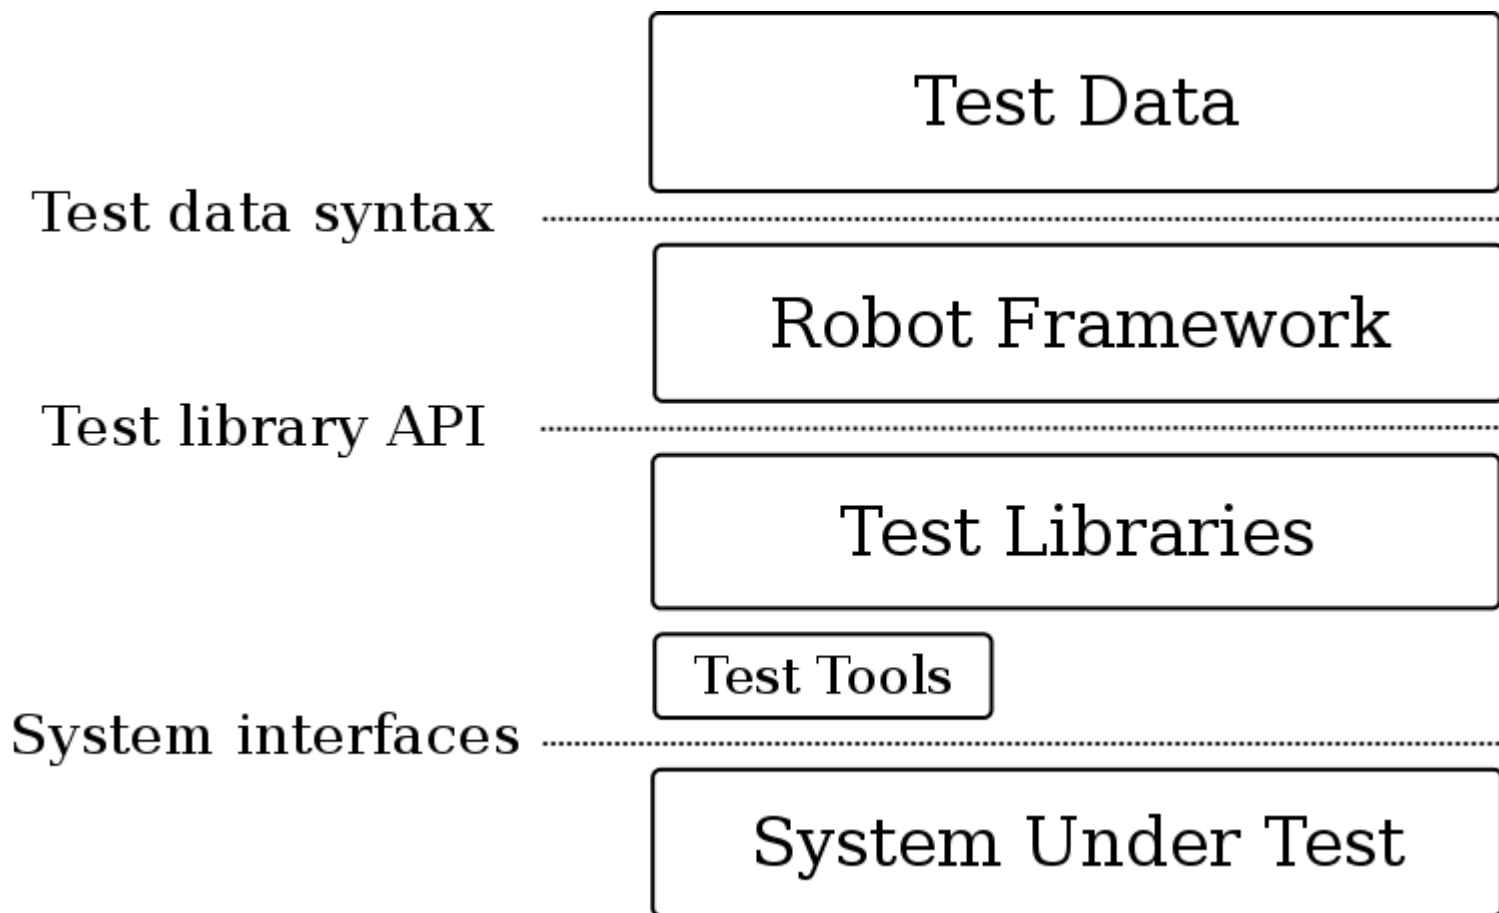 Test Data
Test data syntax
Robot Framework
Test library API
Test Libraries
Test Tools
System interfaces
System Under Test